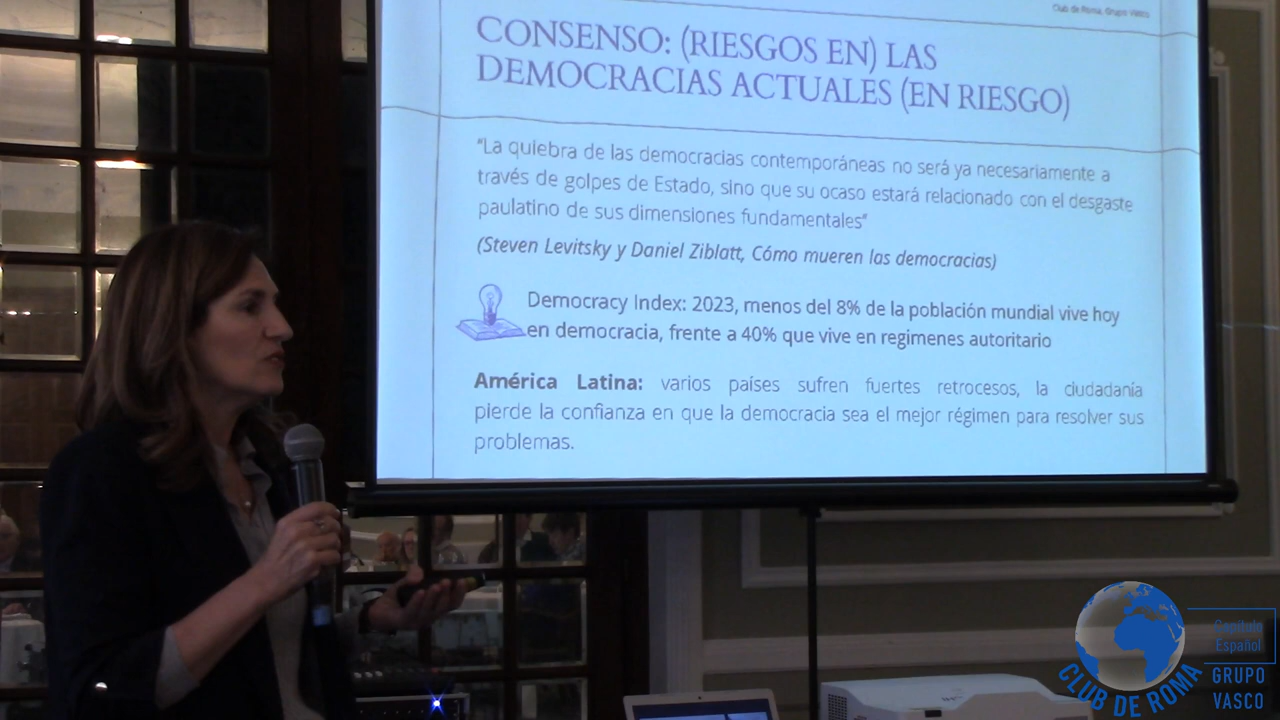 Club de Roma, Grupo Vasco
CONSENSO: (RIESGOS EN) LAS
DEMOCRACIAS ACTUALES (EN RIESGO)
"La quiebra de las democracias contemporáneas no será ya necesariamente a
través de golpes de Estado, sino que su ocaso estará relacionado con el desgaste
paulatino de sus dimensiones fundamentales"
(Steven Levitsky y Daniel Ziblatt, Cómo mueren las democracias)
Democracy Index: 2023, menos del 8% de la población mundial vive hoy
en democracia, frente a 40% que vive en regimenes autoritario
América Latina: varios países sufren fuertes retrocesos, la ciudadanía
pierde la confianza en que la democracia sea el mejor régimen para resolver sus
problemas.
Capítulo
Español
GRUPO
VASCO
CLUB DE ROMA